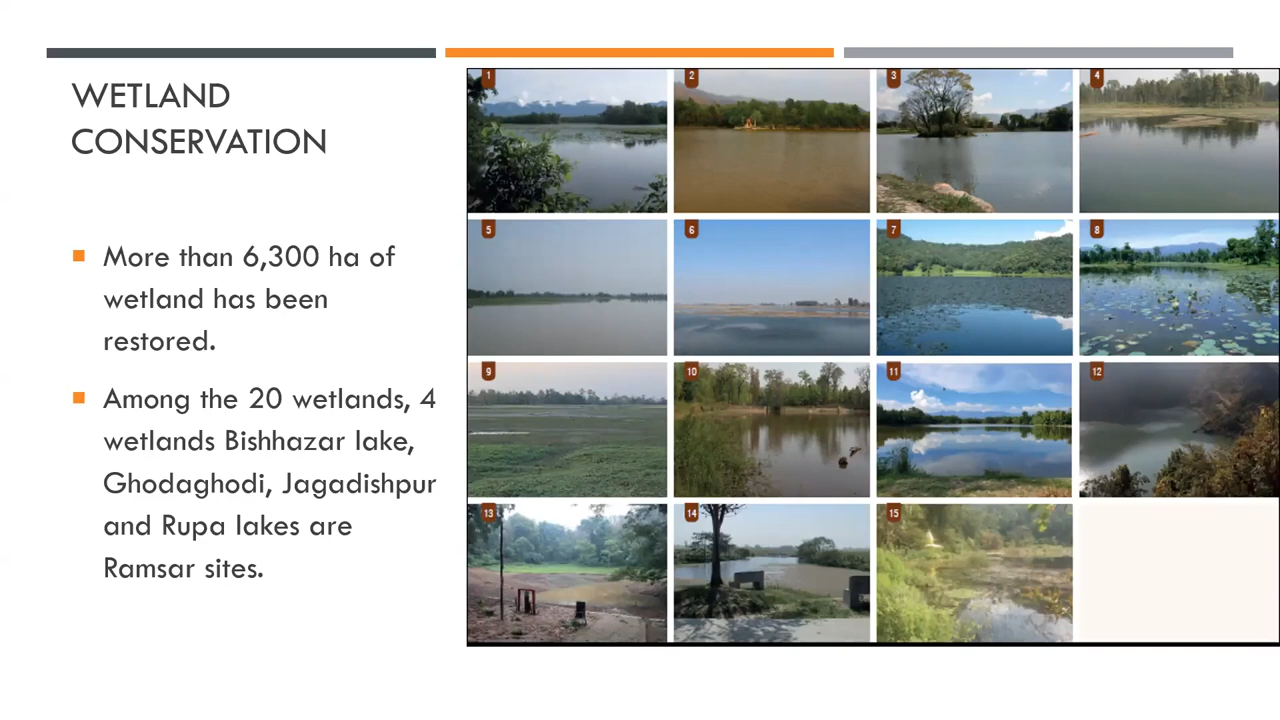 WETLAND
CONSERVATION
More than 6,300 ha of
wetland has been
restored.
Among the 20 wetlands, 4
wetlands Bishhazar lake,
Ghodaghodi, Jagadishpur
and Rupa lakes are
Ramsar sites.
1
2
3
4
5
6
7
8
9
10
11
12
13
14
15